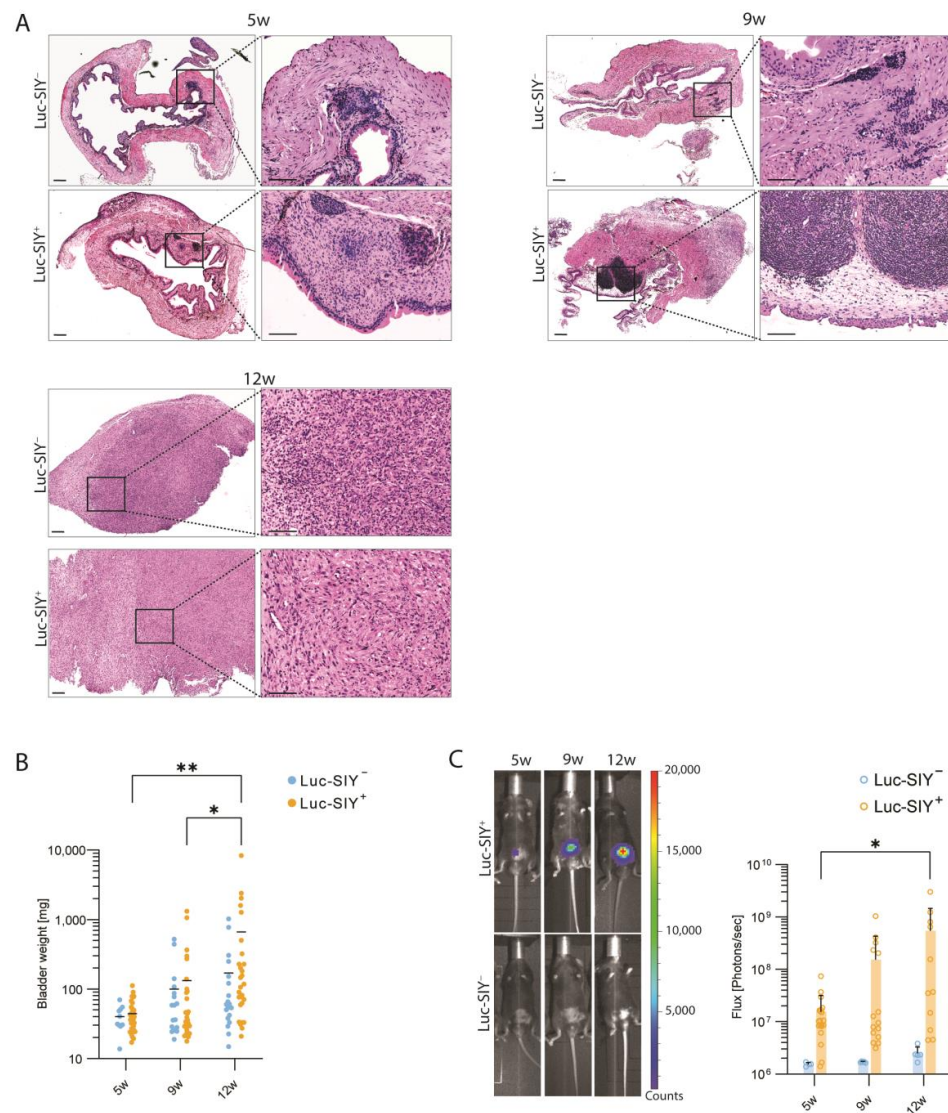 A
5w
9w
Luc-SIY⁻
Luc-SIY⁺
Luc-SIY⁻
Luc-SIY⁺
12w
Luc-SIY⁻
Luc-SIY⁺
B
**
*
Luc-SIY⁻
Luc-SIY⁺
Bladder weight [mg]
10,000
1,000
100
10
5w
9w
12w
C
5w
9w
12w
Luc-SIY⁺
Luc-SIY⁻
20,000
15,000
10,000
5,000
Counts
Luc-SIY⁻
Luc-SIY⁺
*
Flux [Photons/sec]
10¹⁰
10⁹
10⁸
10⁷
10⁶
5w
9w
12w